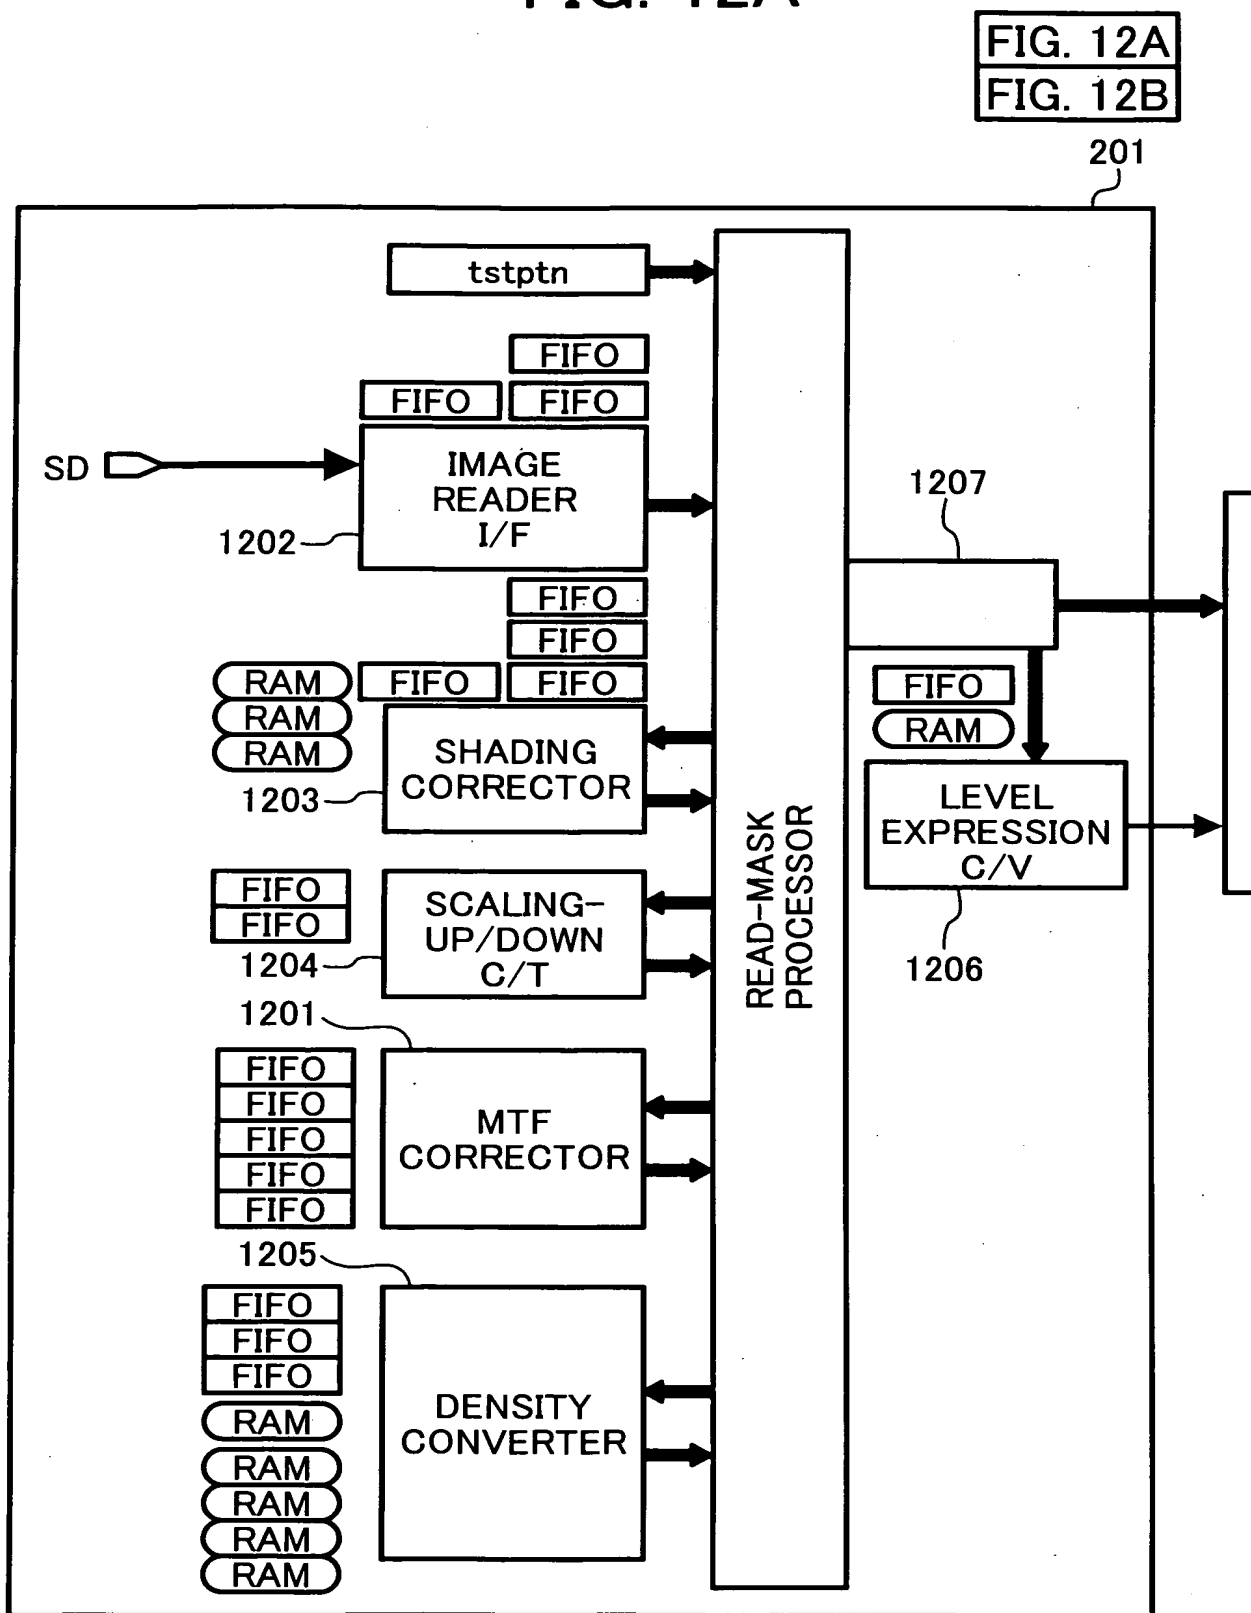 FIG. 12A
FIG. 12A
FIG. 12B
201
tstptn
FIFO
FIFO
FIFO
SD
IMAGE
READER
I/F
1202
FIFO
FIFO
RAM
FIFO
FIFO
RAM
RAM
SHADING
CORRECTOR
1203
FIFO
FIFO
SCALING-
UP/DOWN
C/T
1204
1201
FIFO
FIFO
FIFO
FIFO
FIFO
MTF
CORRECTOR
1205
FIFO
FIFO
FIFO
RAM
RAM
RAM
RAM
RAM
DENSITY
CONVERTER
READ-MASK
PROCESSOR
1207
FIFO
RAM
LEVEL
EXPRESSION
C/V
1206